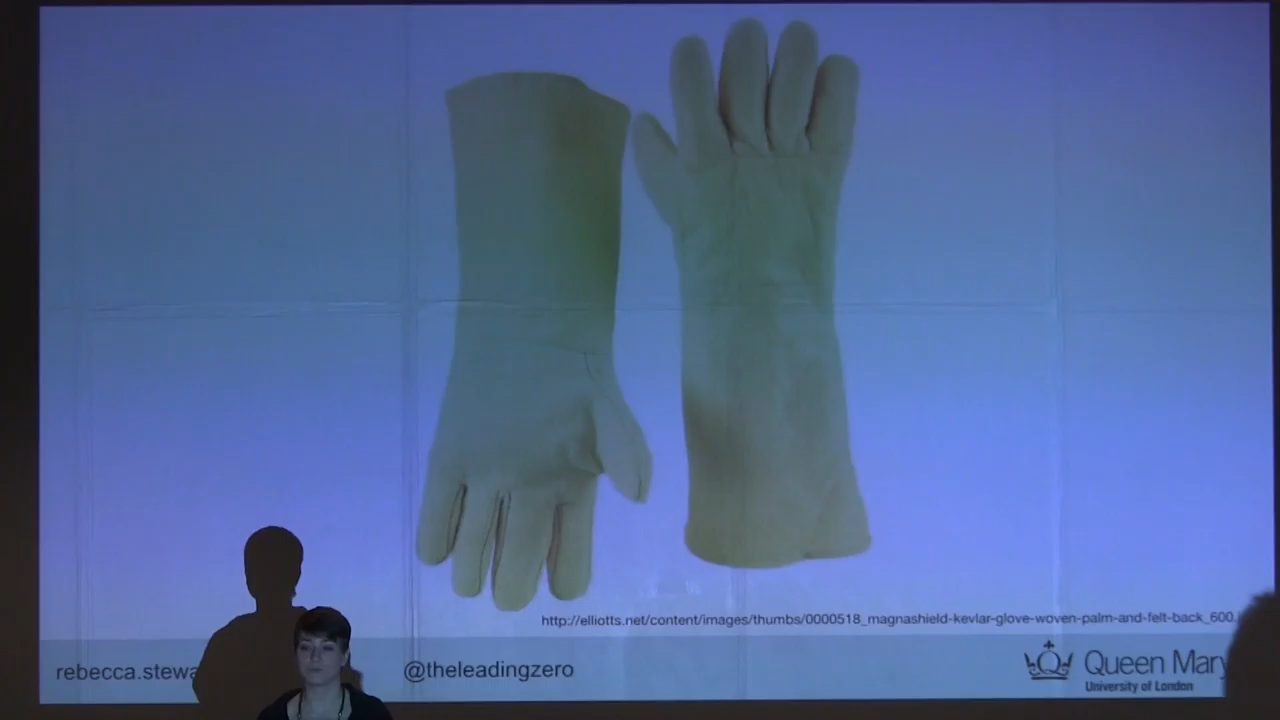 http://elliotts.net/content/images/thumbs/0000518_magnashield-kevlar-glove-woven-palm-and-felt-back_600.
rebecca.stewa
@theleadingzero
Queen Mary
University of London